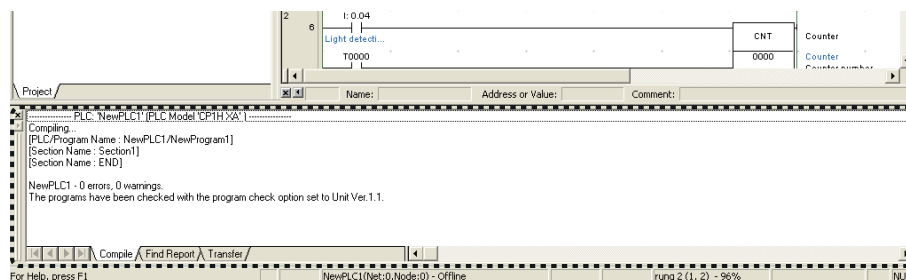 2
I: 0.04
6
Light detecti...
T0000
CNT
Counter
0000
Counter
Counter number
Project
Name:
Address or Value:
Comment:
--------------- PLC: 'NewPLC1' (PLC Model 'CP1H XA' ) ---------------
Compiling...
[PLC/Program Name : NewPLC1/NewProgram1]
[Section Name : Section1]
[Section Name : END]
NewPLC1 - 0 errors, 0 warnings.
The programs have been checked with the program check option set to Unit Ver.1.1.
Compile
Find Report
Transfer
For Help, press F1
NewPLC1(Net:0,Node:0) - Offline
rung 2 (1, 2) - 96%
NU